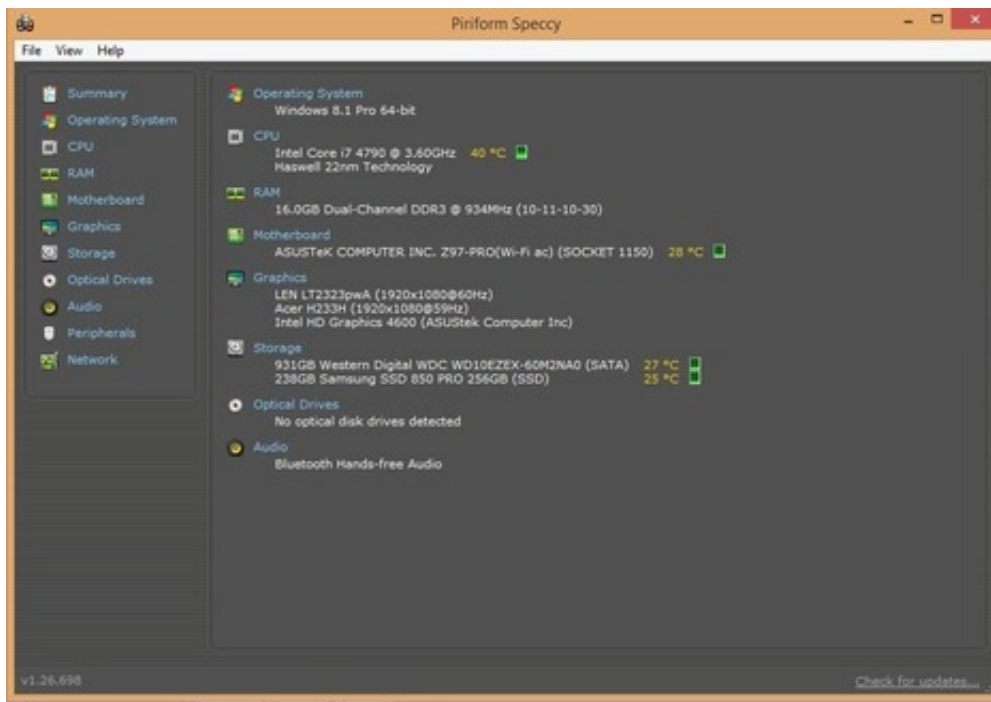 Piriform Speccy
File View Help
Summary
Operating System
CPU
RAM
Motherboard
Graphics
Storage
Optical Drives
Audio
Peripherals
Network
Operating System
Windows 8.1 Pro 64-bit
CPU
Intel Core i7 4790 @ 3.60GHz 40 °C
Haswell 22nm Technology
RAM
16.0GB Dual-Channel DDR3 @ 934MHz (10-11-10-30)
Motherboard
ASUSTeK COMPUTER INC. Z97-PRO(Wi-Fi ac) (SOCKET 1150) 28 °C
Graphics
LEN LT2323pwA (1920x1080@60Hz)
Acer H233H (1920x1080@59Hz)
Intel HD Graphics 4600 (ASUStek Computer Inc)
Storage
931GB Western Digital WDC WD10EZEX-60M2NA0 (SATA) 27 °C
238GB Samsung SSD 850 PRO 256GB (SSD) 25 °C
Optical Drives
No optical disk drives detected
Audio
Bluetooth Hands-free Audio
v1.26.698
Check for updates...